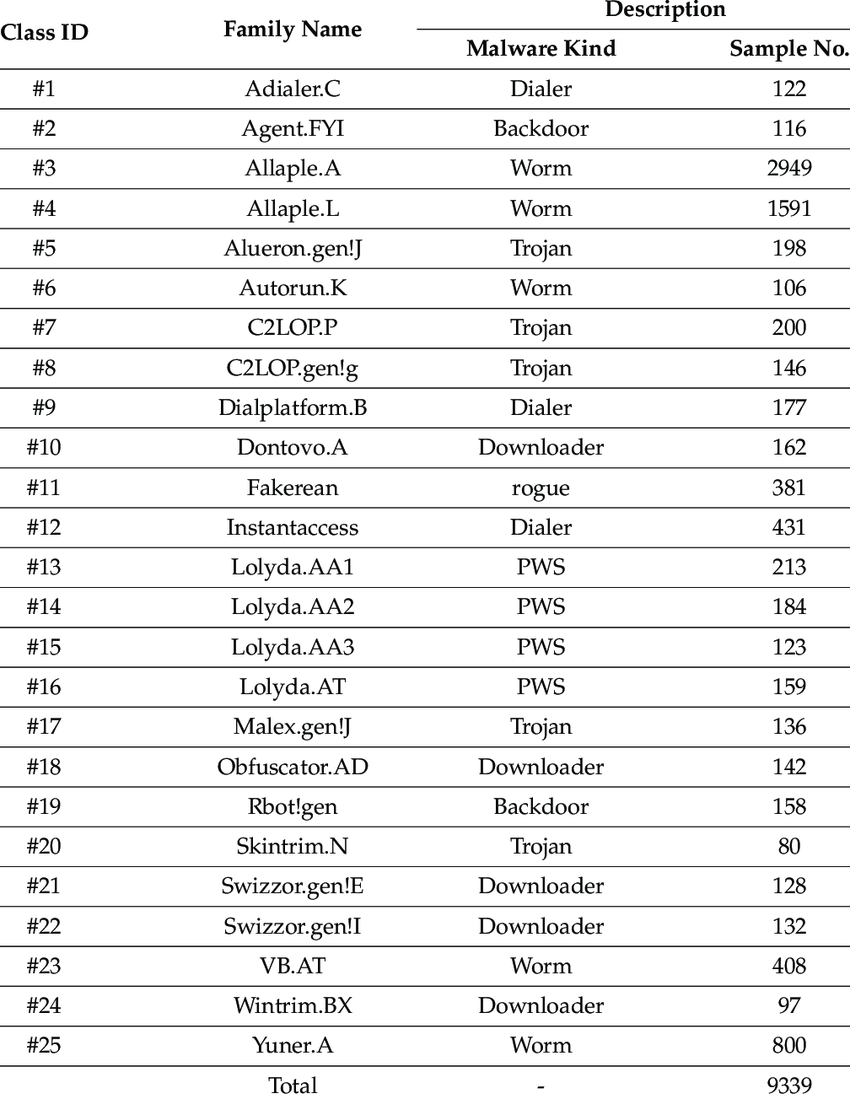 Description
Class ID Family Name
Malware Kind Sample No.
#1 Adialer.C Dialer 122
#2 Agent.FYI Backdoor 116
#3 Allaple.A Worm 2949
#4 Allaple.L Worm 1591
#5 Alueron.gen!J Trojan 198
#6 Autorun.K Worm 106
#7 C2LOP.P Trojan 200
#8 C2LOP.gen!g Trojan 146
#9 Dialplatform.B Dialer 177
#10 Dontovo.A Downloader 162
#11 Fakerean rogue 381
#12 Instantaccess Dialer 431
#13 Lolyda.AA1 PWS 213
#14 Lolyda.AA2 PWS 184
#15 Lolyda.AA3 PWS 123
#16 Lolyda.AT PWS 159
#17 Malex.gen!J Trojan 136
#18 Obfuscator.AD Downloader 142
#19 Rbot!gen Backdoor 158
#20 Skintrim.N Trojan 80
#21 Swizzor.gen!E Downloader 128
#22 Swizzor.gen!I Downloader 132
#23 VB.AT Worm 408
#24 Wintrim.BX Downloader 97
#25 Yuner.A Worm 800
Total - 9339